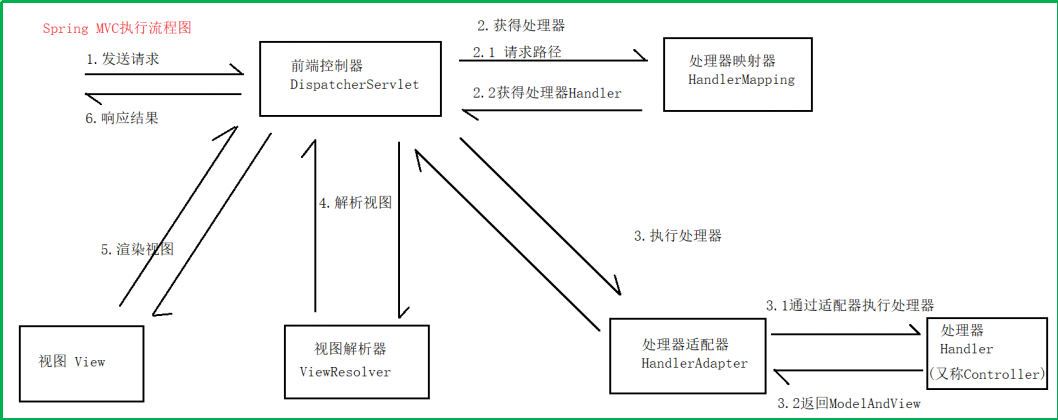 Spring MVC执行流程图
1.发送请求
6.响应结果
前端控制器
DispatcherServlet
2.获得处理器
2.1 请求路径
2.2获得处理器Handler
处理器映射器
HandlerMapping
4.解析视图
5.渲染视图
3.执行处理器
视图 View
视图解析器
ViewResolver
处理器适配器
HandlerAdapter
3.1通过适配器执行处理器
处理器
Handler
(又称Controller)
3.2返回ModelAndView